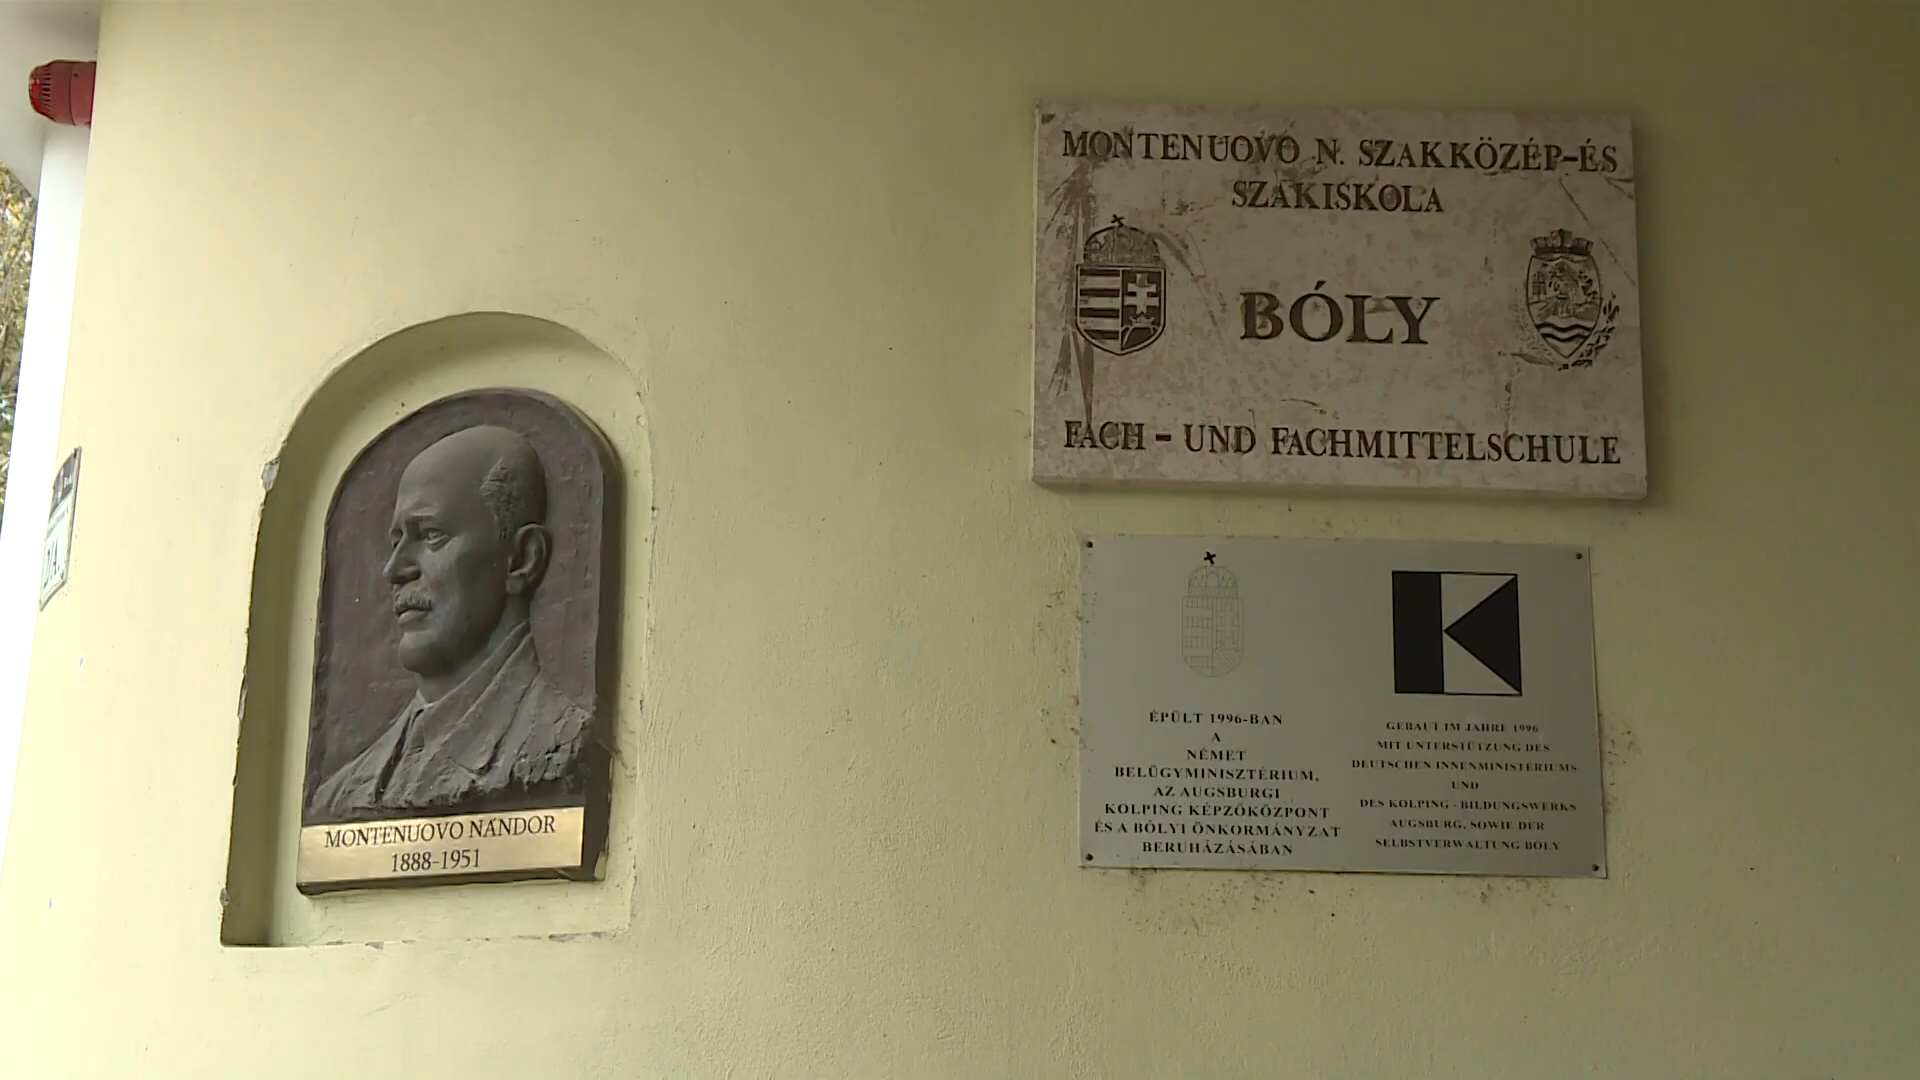 MONTENUOVO N. SZAKKÖZÉP-ÉS
SZAKISKOLA
BÓLY
FACH - UND FACHMITTELSCHULE
MONTENUOVO NÁNDOR
1888-1951
ÉPÜLT 1996-BAN
A
NÉMET
BELÜGYMINISZTÉRIUM,
AZ AUGSBURGI
KOLPING KÉPZŐKÖZPONT
ÉS A BÓLYI ÖNKORMÁNYZAT
BERUHÁZÁSÁBAN
GEBAUT IM JAHRE 1996
MIT UNTERSTÜTZUNG DES
DEUTSCHEN INNENMINISTERIUMS
UND
DES KOLPING - BILDUNGSWERKS
AUGSBURG, SOWIE DER
SELBSTVERWALTUNG BÓLY
2/A.